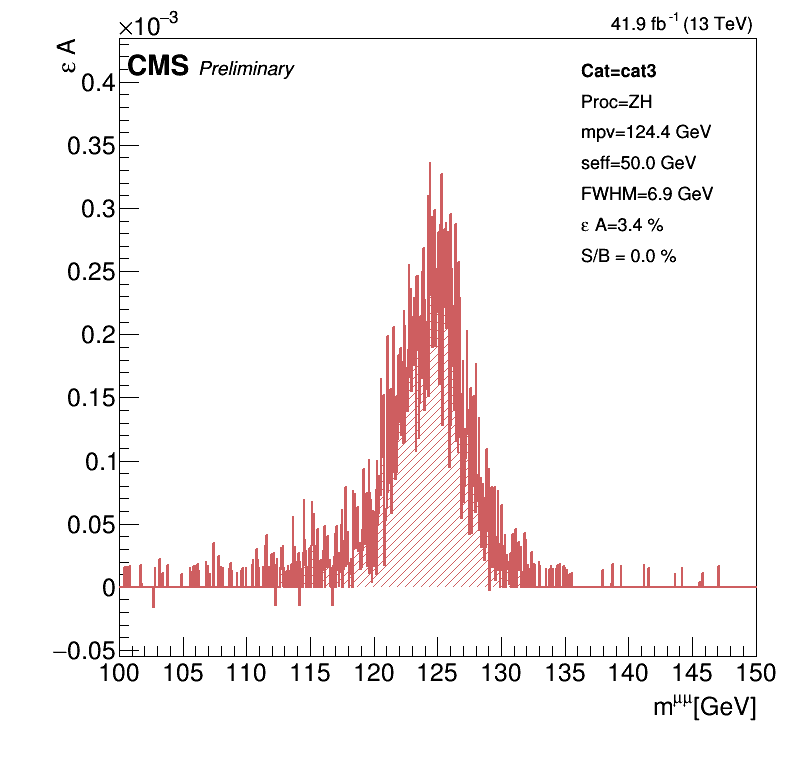 ×10⁻³
41.9 fb⁻¹ (13 TeV)
ε A
CMS Preliminary
Cat=cat3
Proc=ZH
mpv=124.4 GeV
seff=50.0 GeV
FWHM=6.9 GeV
ε A=3.4 %
S/B = 0.0 %
0.4
0.35
0.3
0.25
0.2
0.15
0.1
0.05
0
−0.05
100 105 110 115 120 125 130 135 140 145 150
m^μμ[GeV]